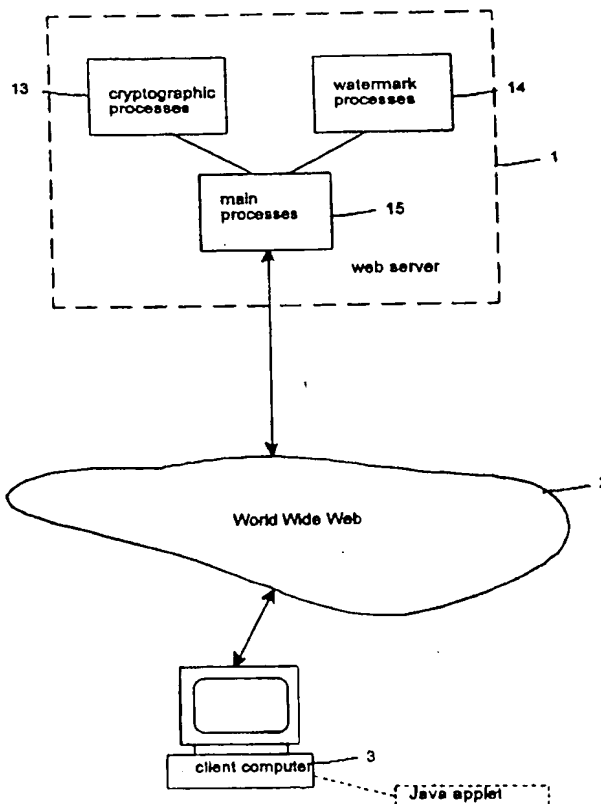 13
cryptographic
processes
watermark
processes
14
1
main
processes
15
web server
2
World Wide Web
client computer
3
Java applet